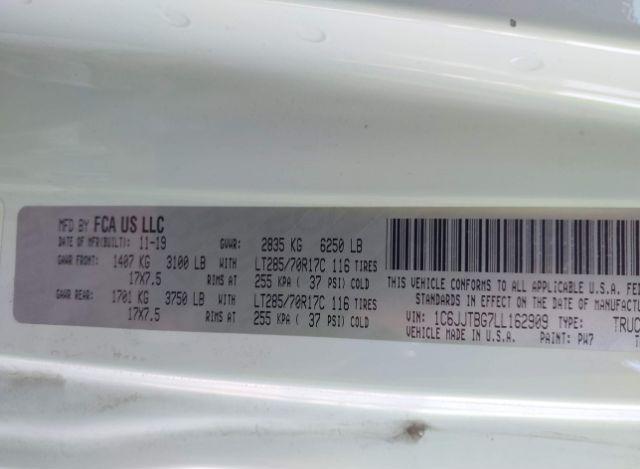 MFD BY FCA US LLC
DATE OF MFR(BUILT): 11-19 GVWR: 2835 KG 6250 LB
GAWR FRONT: 1407 KG 3100 LB WITH LT285/70R17C 116 TIRES
17X7.5 RIMS AT 255 KPA ( 37 PSI) COLD
GAWR REAR: 1701 KG 3750 LB WITH LT285/70R17C 116 TIRES
17X7.5 RIMS AT 255 KPA ( 37 PSI) COLD
THIS VEHICLE CONFORMS TO ALL APPLICABLE U.S.A. FEDE
STANDARDS IN EFFECT ON THE DATE OF MANUFACTUR
VIN: 1C6JJTBG7LL162909 TYPE: TRUC
VEHICLE MADE IN U.S.A. PAINT: PW7 T